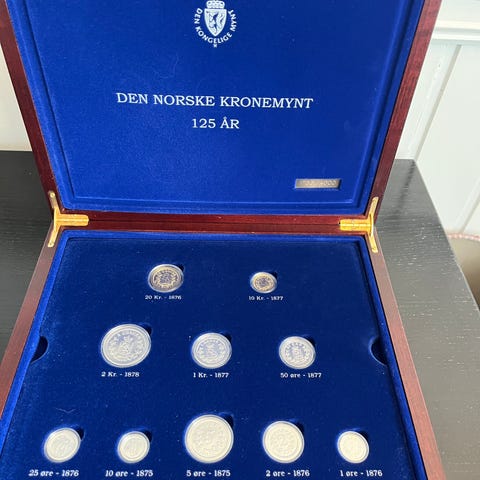 DEN KONGELIGE MYNT
DEN NORSKE KRONEMYNT
125 ÅR
20 Kr. - 1876
10 Kr. - 1877
2 Kr. - 1878
1 Kr. - 1877
50 øre - 1877
25 øre - 1876
10 øre - 1875
5 øre - 1875
2 øre - 1876
1 øre - 1876